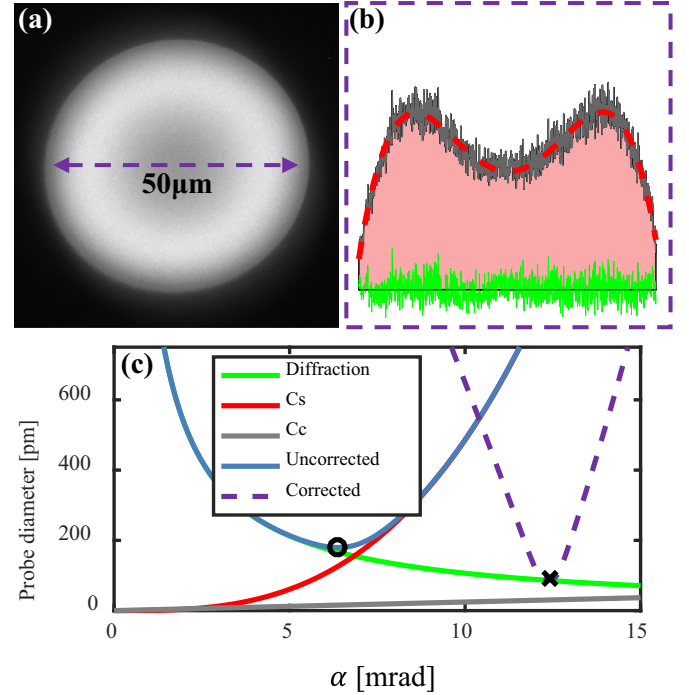 (a)
50μm
(b)
(c)
Diffraction
Cs
Cc
Uncorrected
Corrected
Probe diameter [pm]
600
400
200
0
0
5
10
15
α [mrad]